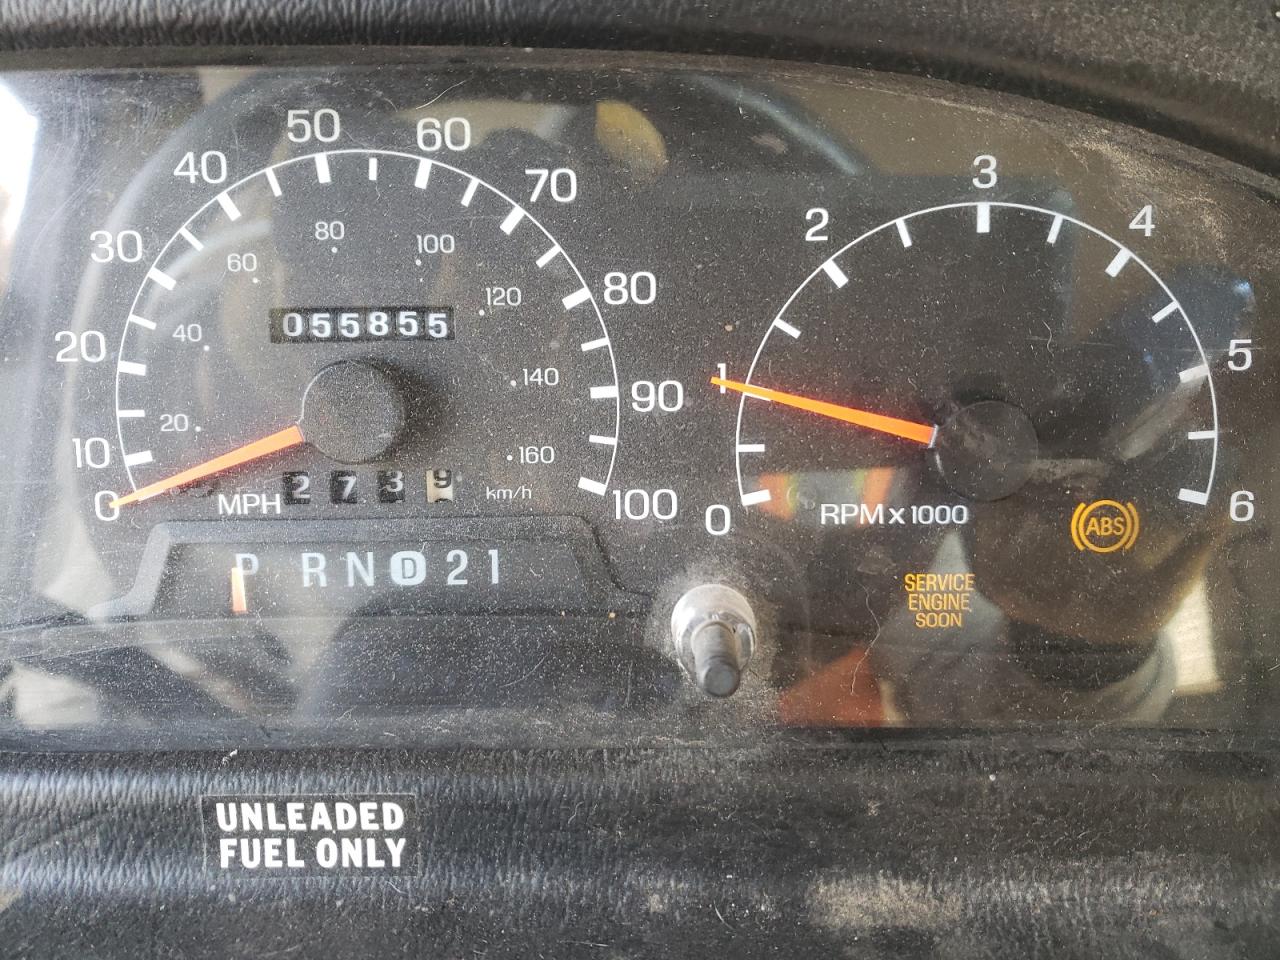 0 10 20 30 40 50 60 70 80 90 100
20 40 60 80 100 120 140 160
055855
MPH 2739 km/h
P R N D 2 1
0 1 2 3 4 5 6
RPM x 1000
ABS
SERVICE
ENGINE
SOON
UNLEADED
FUEL ONLY